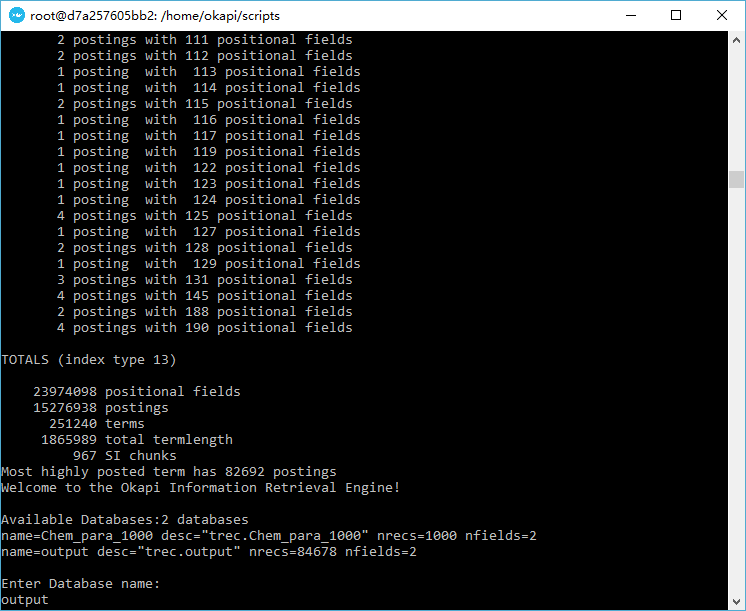 root@d7a257605bb2: /home/okapi/scripts
2 postings with 111 positional fields
2 postings with 112 positional fields
1 posting  with  113 positional fields
1 posting  with  114 positional fields
2 postings with 115 positional fields
1 posting  with  116 positional fields
1 posting  with  117 positional fields
1 posting  with  119 positional fields
1 posting  with  122 positional fields
1 posting  with  123 positional fields
1 posting  with  124 positional fields
4 postings with 125 positional fields
1 posting  with  127 positional fields
2 postings with 128 positional fields
1 posting  with  129 positional fields
3 postings with 131 positional fields
4 postings with 145 positional fields
2 postings with 188 positional fields
4 postings with 190 positional fields
TOTALS (index type 13)
23974098 positional fields
15276938 postings
251240 terms
1865989 total termlength
967 SI chunks
Most highly posted term has 82692 postings
Welcome to the Okapi Information Retrieval Engine!
Available Databases:2 databases
name=Chem_para_1000 desc="trec.Chem_para_1000" nrecs=1000 nfields=2
name=output desc="trec.output" nrecs=84678 nfields=2
Enter Database name:
output